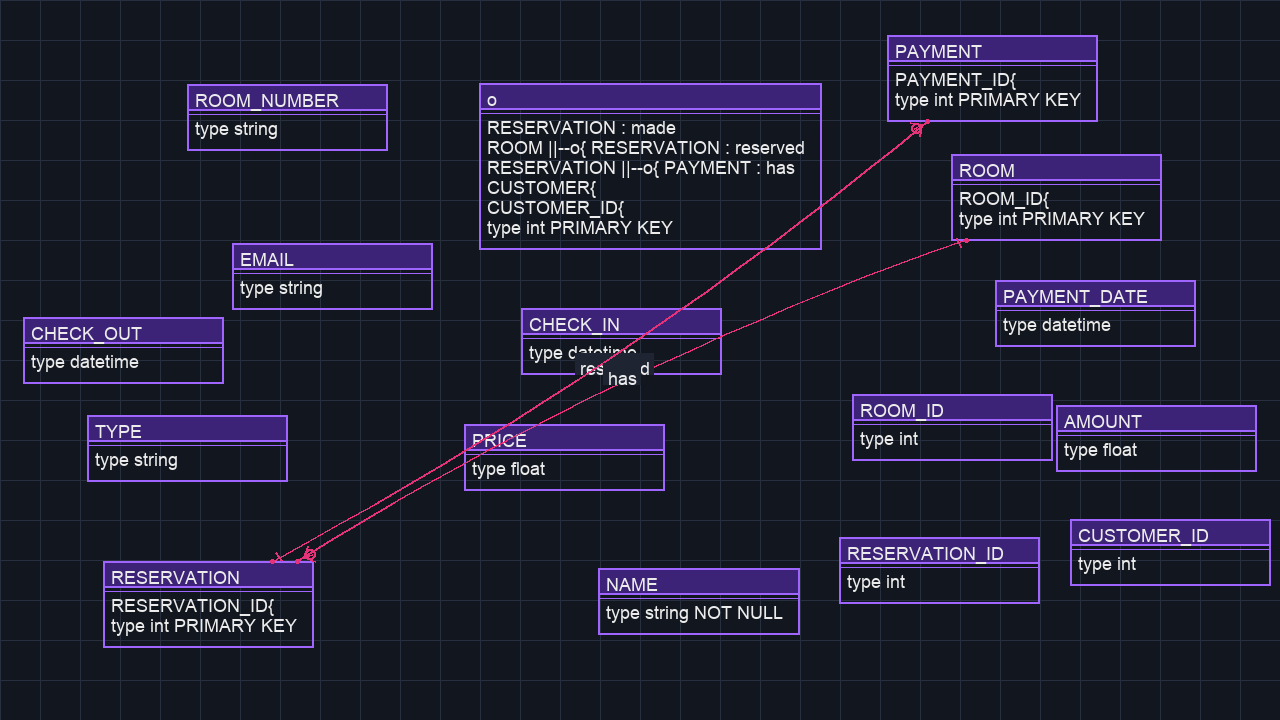 PAYMENT
PAYMENT_ID{
type int PRIMARY KEY
ROOM_NUMBER
type string
o
RESERVATION : made
ROOM ||--o{ RESERVATION : reserved
RESERVATION ||--o{ PAYMENT : has
CUSTOMER{
CUSTOMER_ID{
type int PRIMARY KEY
ROOM
ROOM_ID{
type int PRIMARY KEY
EMAIL
type string
PAYMENT_DATE
type datetime
CHECK_OUT
type datetime
CHECK_IN
type datetime
has
ROOM_ID
type int
AMOUNT
type float
TYPE
type string
PRICE
type float
CUSTOMER_ID
type int
RESERVATION_ID
type int
RESERVATION
RESERVATION_ID{
type int PRIMARY KEY
NAME
type string NOT NULL